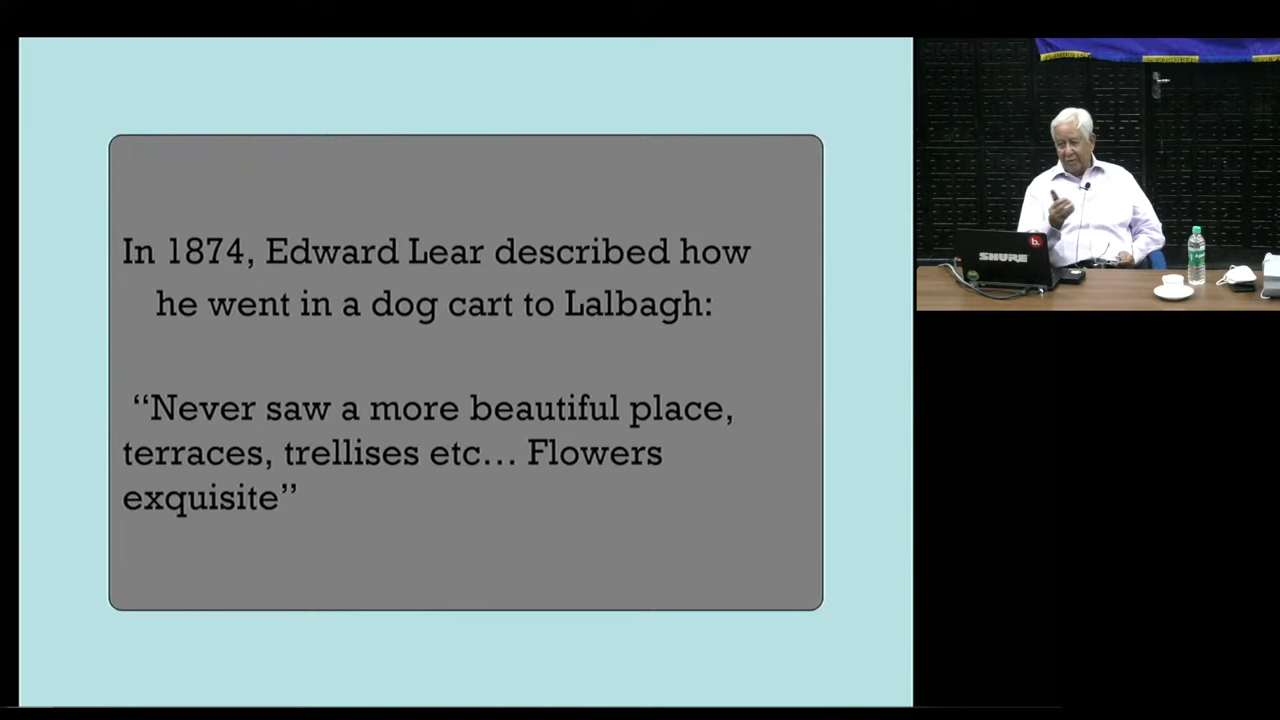 In 1874, Edward Lear described how
he went in a dog cart to Lalbagh:
“Never saw a more beautiful place,
terraces, trellises etc… Flowers
exquisite”
SHURE
b.